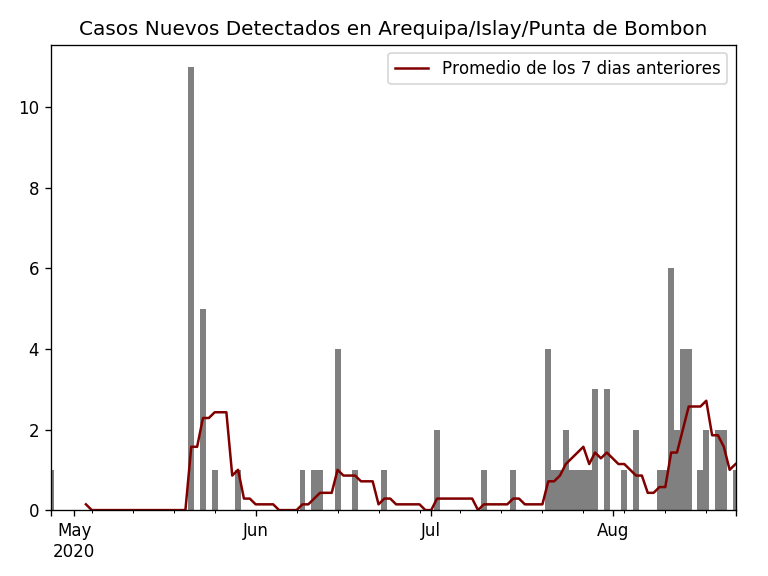 Casos Nuevos Detectados en Arequipa/Islay/Punta de Bombon
Promedio de los 7 dias anteriores
10
8
6
4
2
0
May Jun Jul Aug
2020